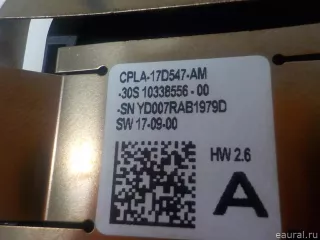 CPLA-17D547-AM
-30S 10338556 - 00
-SN YD007RAB1979D
SW 17-09-00
HW 2.6
A
eaural.ru